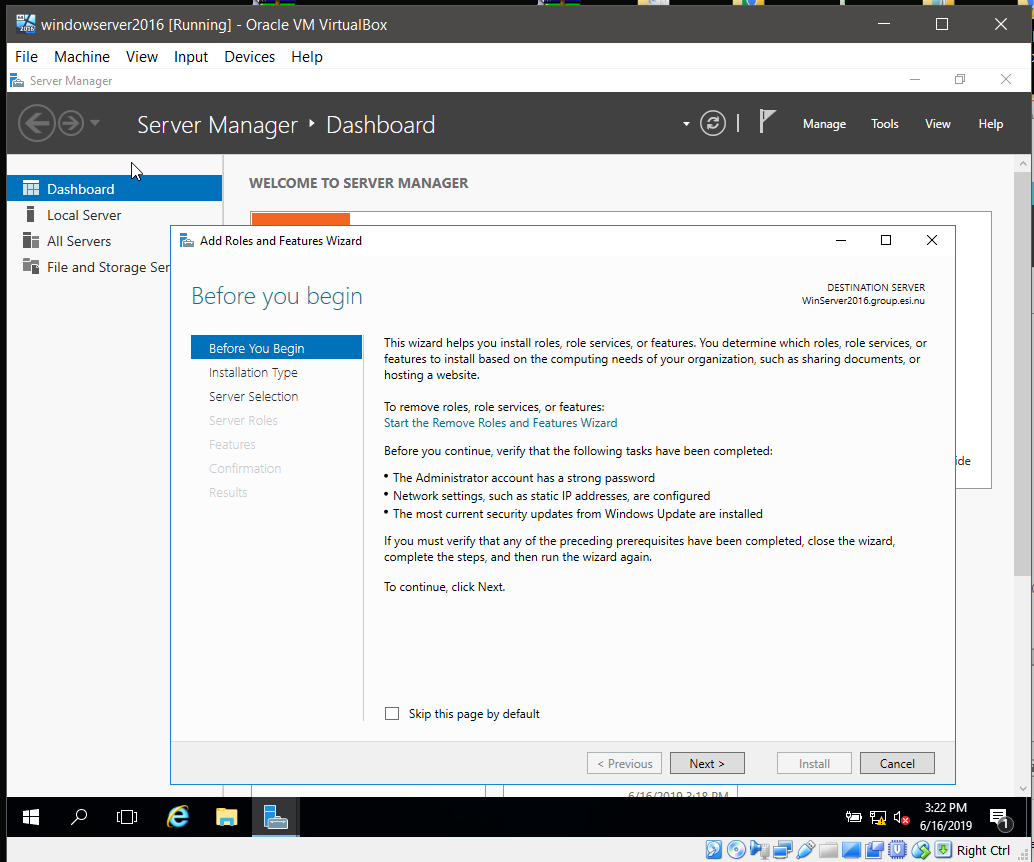 windowserver2016 [Running] - Oracle VM VirtualBox
File Machine View Input Devices Help
Server Manager
Server Manager ‣ Dashboard
Manage Tools View Help
Dashboard
Local Server
All Servers
File and Storage Ser
WELCOME TO SERVER MANAGER
Add Roles and Features Wizard
Before you begin
DESTINATION SERVER
WinServer2016.group.esi.nu
Before You Begin
Installation Type
Server Selection
Server Roles
Features
Confirmation
Results
This wizard helps you install roles, role services, or features. You determine which roles, role services, or
features to install based on the computing needs of your organization, such as sharing documents, or
hosting a website.
To remove roles, role services, or features:
Start the Remove Roles and Features Wizard
Before you continue, verify that the following tasks have been completed:
• The Administrator account has a strong password
• Network settings, such as static IP addresses, are configured
• The most current security updates from Windows Update are installed
If you must verify that any of the preceding prerequisites have been completed, close the wizard,
complete the steps, and then run the wizard again.
To continue, click Next.
Skip this page by default
ide
< Previous Next > Install Cancel
6/16/2019 3:18 PM
3:22 PM
6/16/2019
1
Right Ctrl